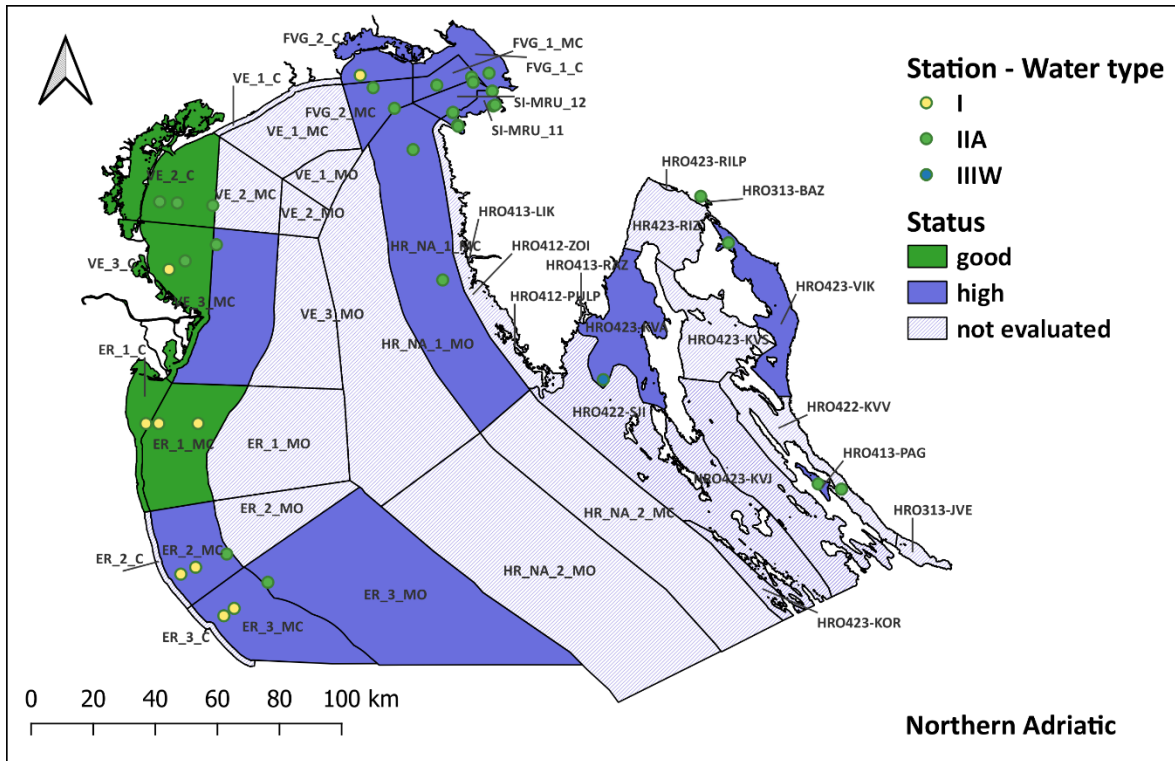 FVG_2_C
FVG_1_MC
FVG_1_C
VE_1_C
SI-MRU_12
FVG_2_MC
SI-MRU_11
VE_1_MC
VE_2_C
VE_1_MO
VE_2_MC
VE_2_MO
HRO413-LIK
HRO423-RILP
HRO313-BAZ
HR423-RIZ
HR_NA_1_MC
HRO412-ZOI
VE_3_C
HRO413-RAZ
HRO423-VIK
VE_3_MC
HRO412-PULP
VE_3_MO
HRO423-KVA
HRO423-KVS
HR_NA_1_MO
ER_1_C
HRO422-SJI
HRO422-KVV
ER_1_MC
ER_1_MO
HRO413-PAG
HRO423-KVJ
ER_2_MO
HR_NA_2_MC
HRO313-JVE
ER_2_MC
ER_2_C
HR_NA_2_MO
ER_3_MO
ER_3_C
ER_3_MC
HRO423-KOR
Station - Water type
I
IIA
IIIW
Status
good
high
not evaluated
0 20 40 60 80 100 km
Northern Adriatic